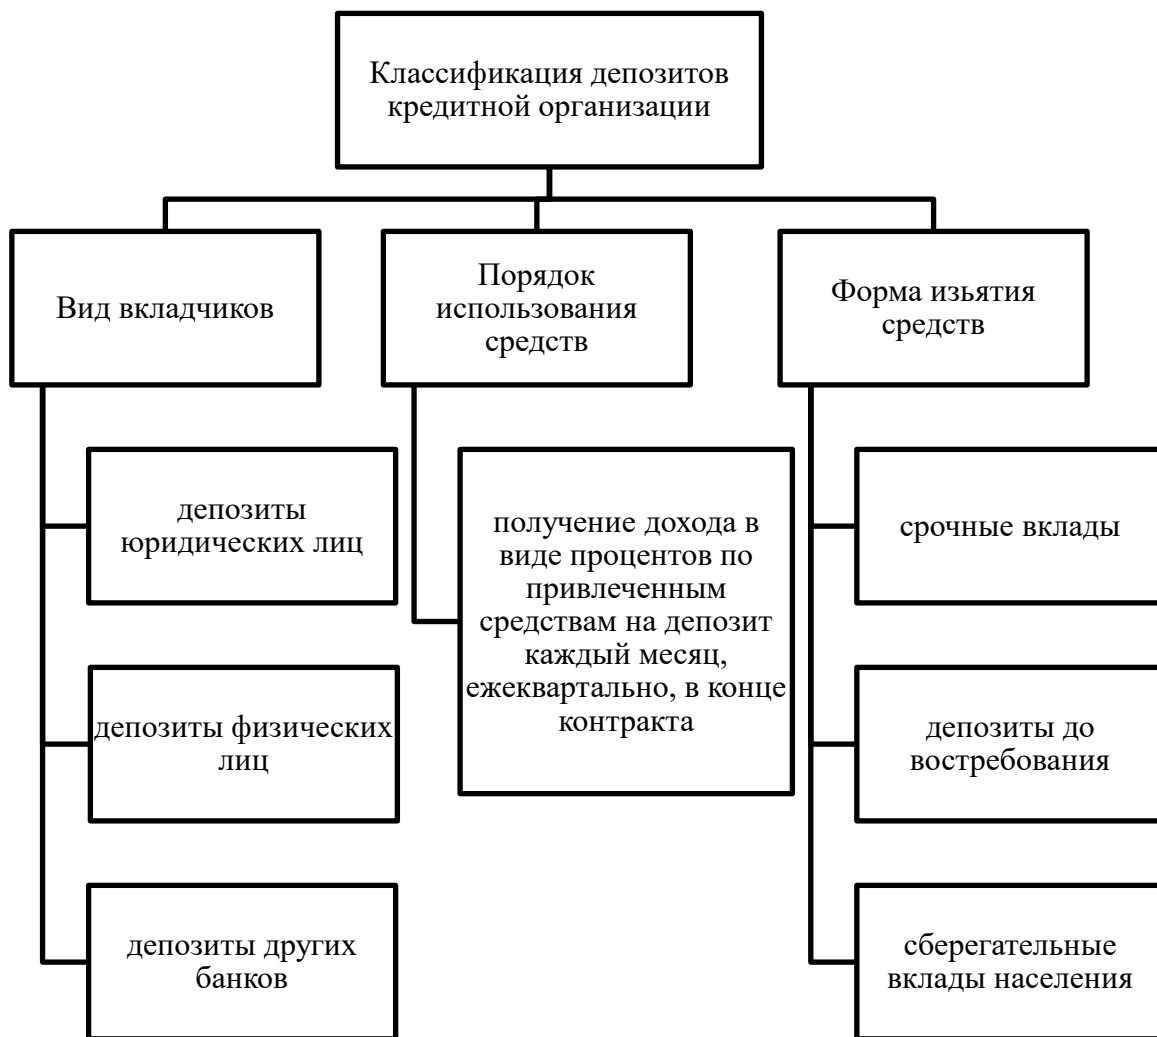 Классификация депозитов
кредитной организации
Вид вкладчиков
Порядок
использования
средств
Форма изьятия
средств
депозиты
юридических лиц
депозиты физических
лиц
депозиты других
банков
получение дохода в
виде процентов по
привлеченным
средствам на депозит
каждый месяц,
ежеквартально, в конце
контракта
срочные вклады
депозиты до
востребования
сберегательные
вклады населения